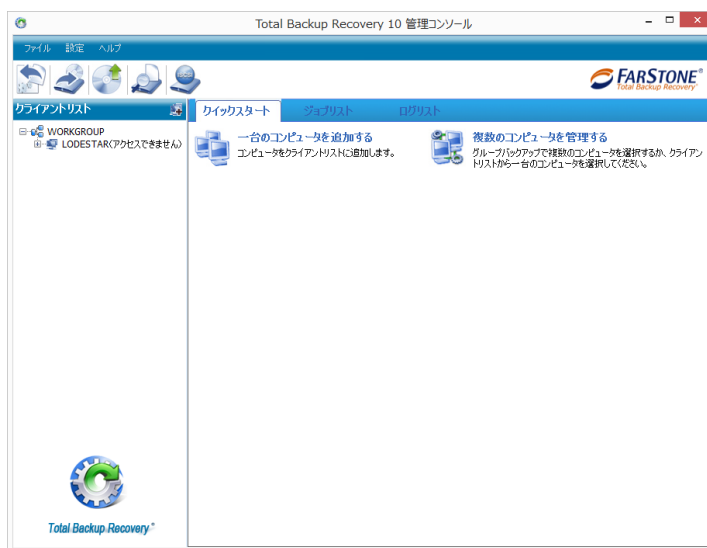 Total Backup Recovery 10 管理コンソール
ファイル 設定 ヘルプ
FARSTONE®
Total Backup Recovery™
クライアントリスト
クイックスタート ジョブリスト ログリスト
WORKGROUP
LODESTAR(アクセスできません)
一台のコンピュータを追加する
コンピュータをクライアントリストに追加します。
複数のコンピュータを管理する
グループバックアップで複数のコンピュータを選択するか、クライアン
トリストから一台のコンピュータを選択してください。
Total Backup Recovery™